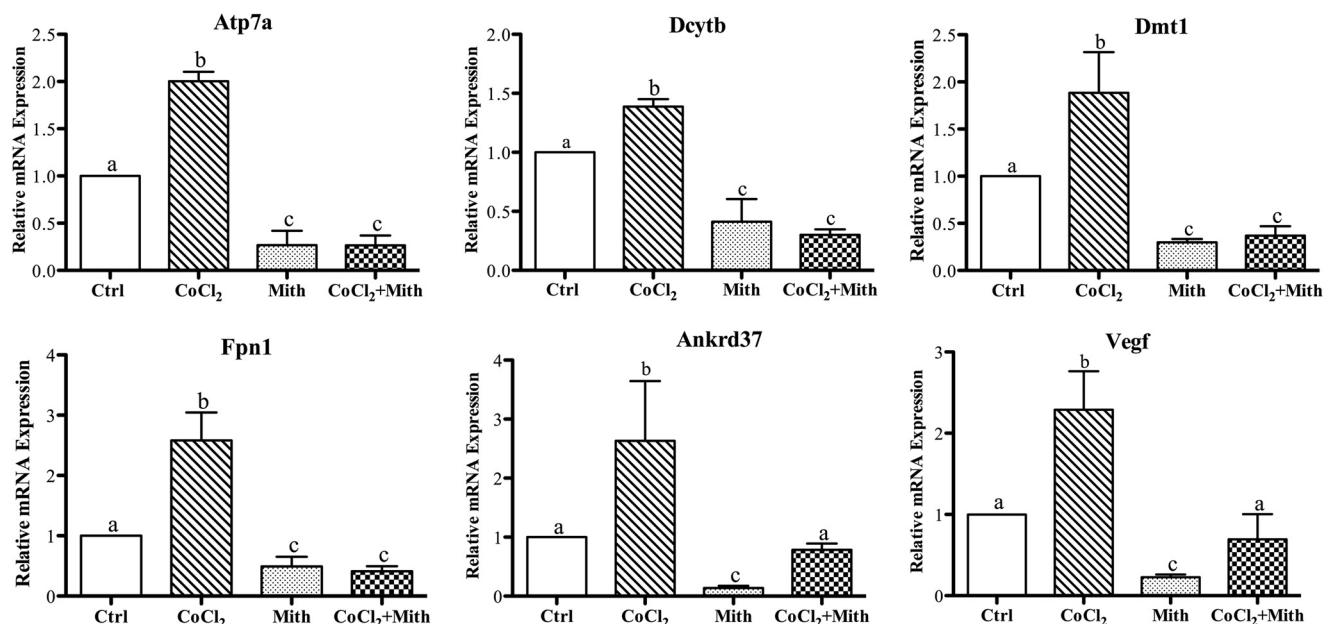 Atp7a
Relative mRNA Expression
2.5
2.0
1.5
1.0
0.5
0.0
a
b
c
c
Ctrl
CoCl₂
Mith
CoCl₂+Mith
Dcytb
Relative mRNA Expression
2.0
1.5
1.0
0.5
0.0
a
b
c
c
Ctrl
CoCl₂
Mith
CoCl₂+Mith
Dmt1
Relative mRNA Expression
2.5
2.0
1.5
1.0
0.5
0.0
a
b
c
c
Ctrl
CoCl₂
Mith
CoCl₂+Mith
Fpn1
Relative mRNA Expression
4
3
2
1
0
a
b
c
c
Ctrl
CoCl₂
Mith
CoCl₂+Mith
Ankrd37
Relative mRNA Expression
4
3
2
1
0
a
b
c
a
Ctrl
CoCl₂
Mith
CoCl₂+Mith
Vegf
Relative mRNA Expression
3
2
1
0
a
b
c
a
Ctrl
CoCl₂
Mith
CoCl₂+Mith